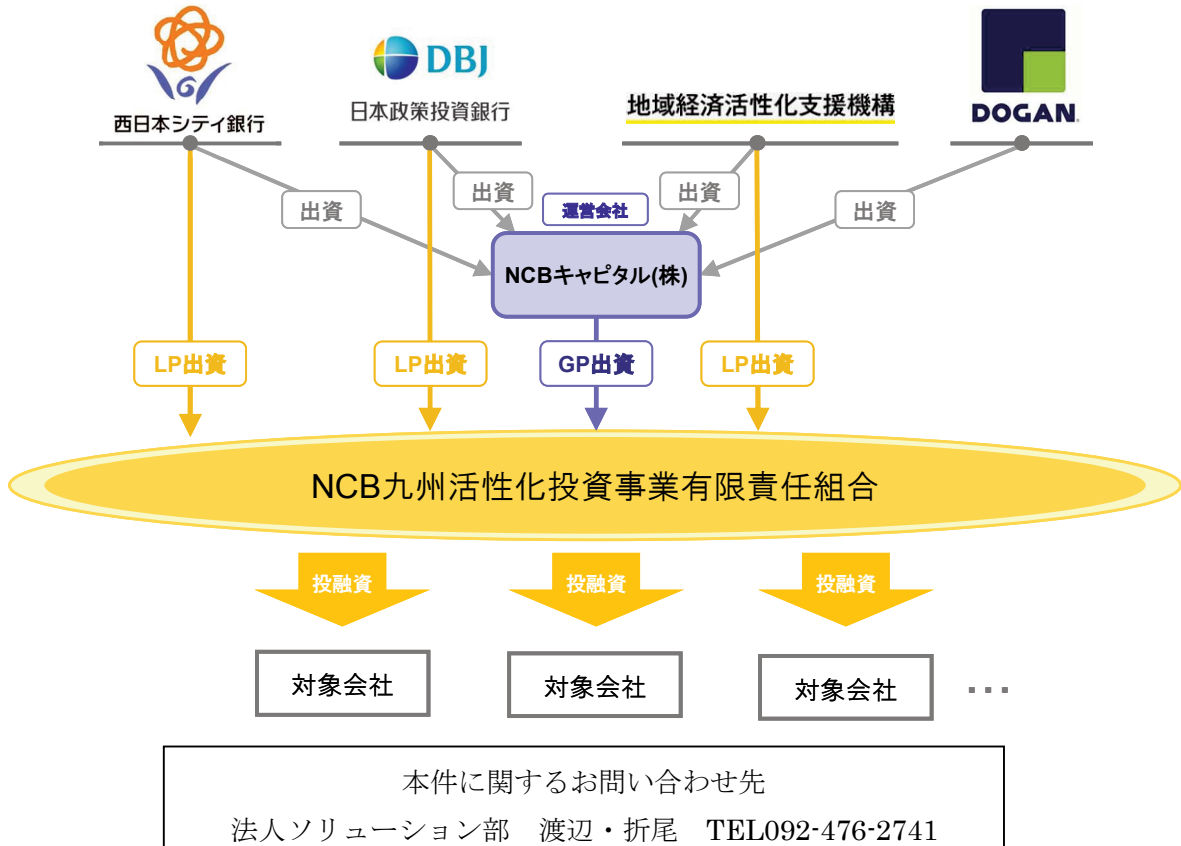 西日本シティ銀行
DBJ
日本政策投資銀行
地域経済活性化支援機構
DOGAN.
出資
出資
運営会社
出資
出資
NCBキャピタル(株)
LP出資
LP出資
GP出資
LP出資
NCB九州活性化投資事業有限責任組合
投融資
投融資
投融資
対象会社
対象会社
対象会社
...
本件に関するお問い合わせ先
法人ソリューション部 渡辺・折尾 TEL092-476-2741